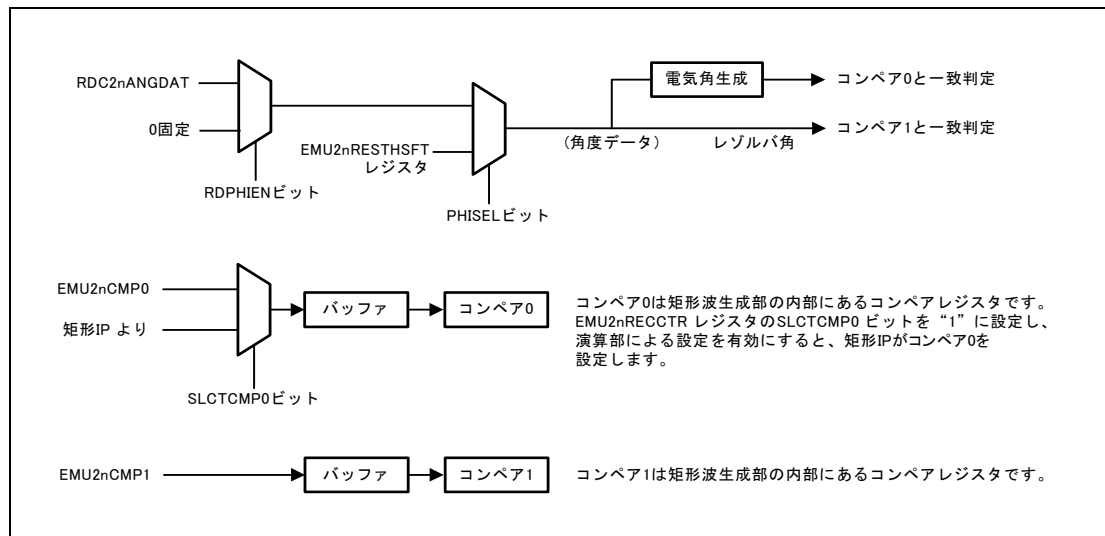 RDC2nANGDAT
0固定
RDPHIENビット
EMU2nRESTHSFT
レジスタ
PHISELビット
電気角生成
コンペア0と一致判定
(角度データ)
レゾルバ角
コンペア1と一致判定
EMU2nCMP0
矩形IP より
SLCTCMP0ビット
バッファ
コンペア0
コンペア0は矩形波生成部の内部にあるコンペアレジスタです。
EMU2nRECCTR レジスタのSLCTCMP0 ビットを“1”に設定し、
演算部による設定を有効にすると、矩形IPがコンペア0を
設定します。
EMU2nCMP1
バッファ
コンペア1
コンペア1は矩形波生成部の内部にあるコンペアレジスタです。